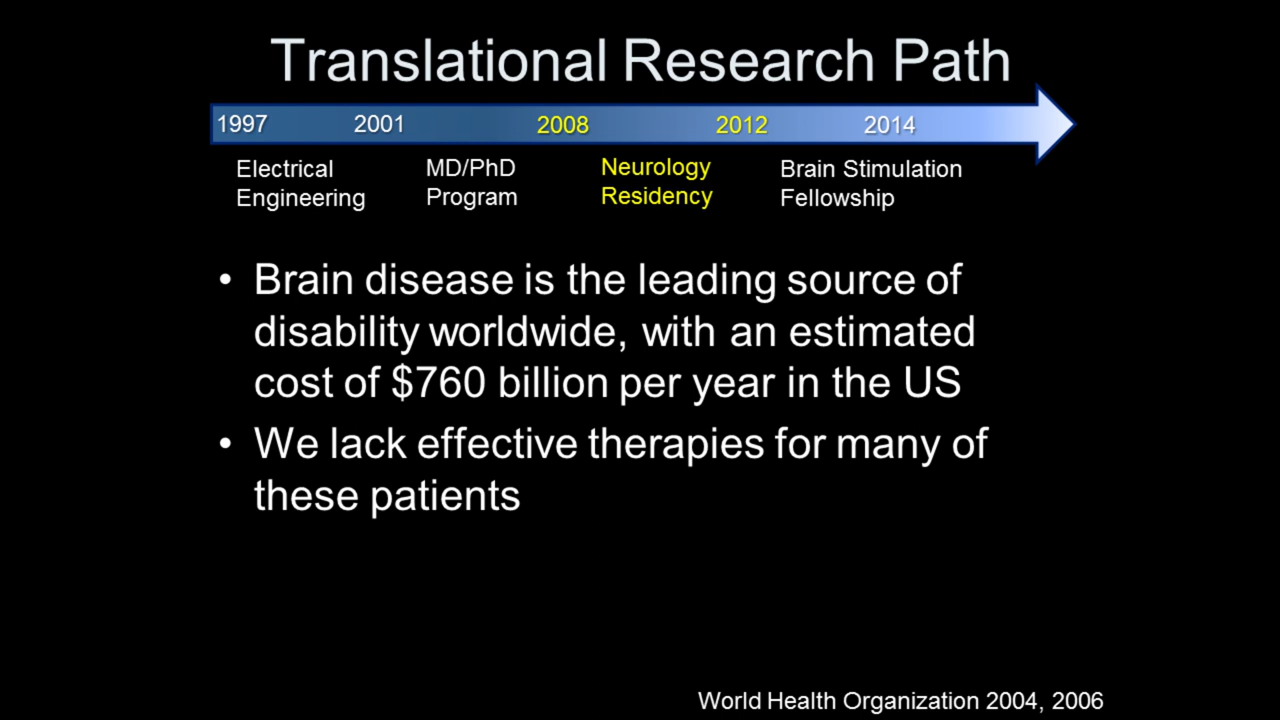 Translational Research Path
1997 2001 2008 2012 2014
Electrical MD/PhD Neurology Brain Stimulation
Engineering Program Residency Fellowship
• Brain disease is the leading source of
disability worldwide, with an estimated
cost of $760 billion per year in the US
• We lack effective therapies for many of
these patients
World Health Organization 2004, 2006